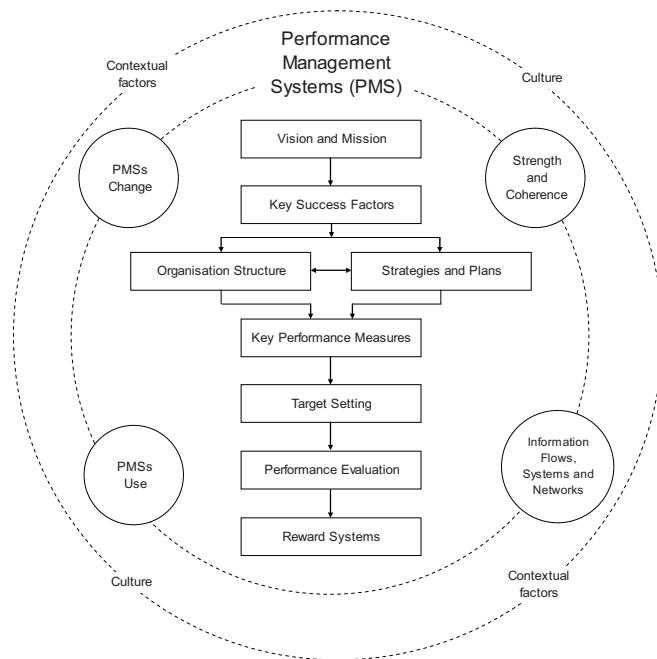 Performance
Management
Systems (PMS)
Contextual
factors
Culture
Vision and Mission
PMSs
Change
Strength
and
Coherence
Key Success Factors
Organisation Structure
Strategies and Plans
Key Performance Measures
Target Setting
PMSs
Use
Performance Evaluation
Information
Flows,
Systems and
Networks
Reward Systems
Culture
Contextual
factors